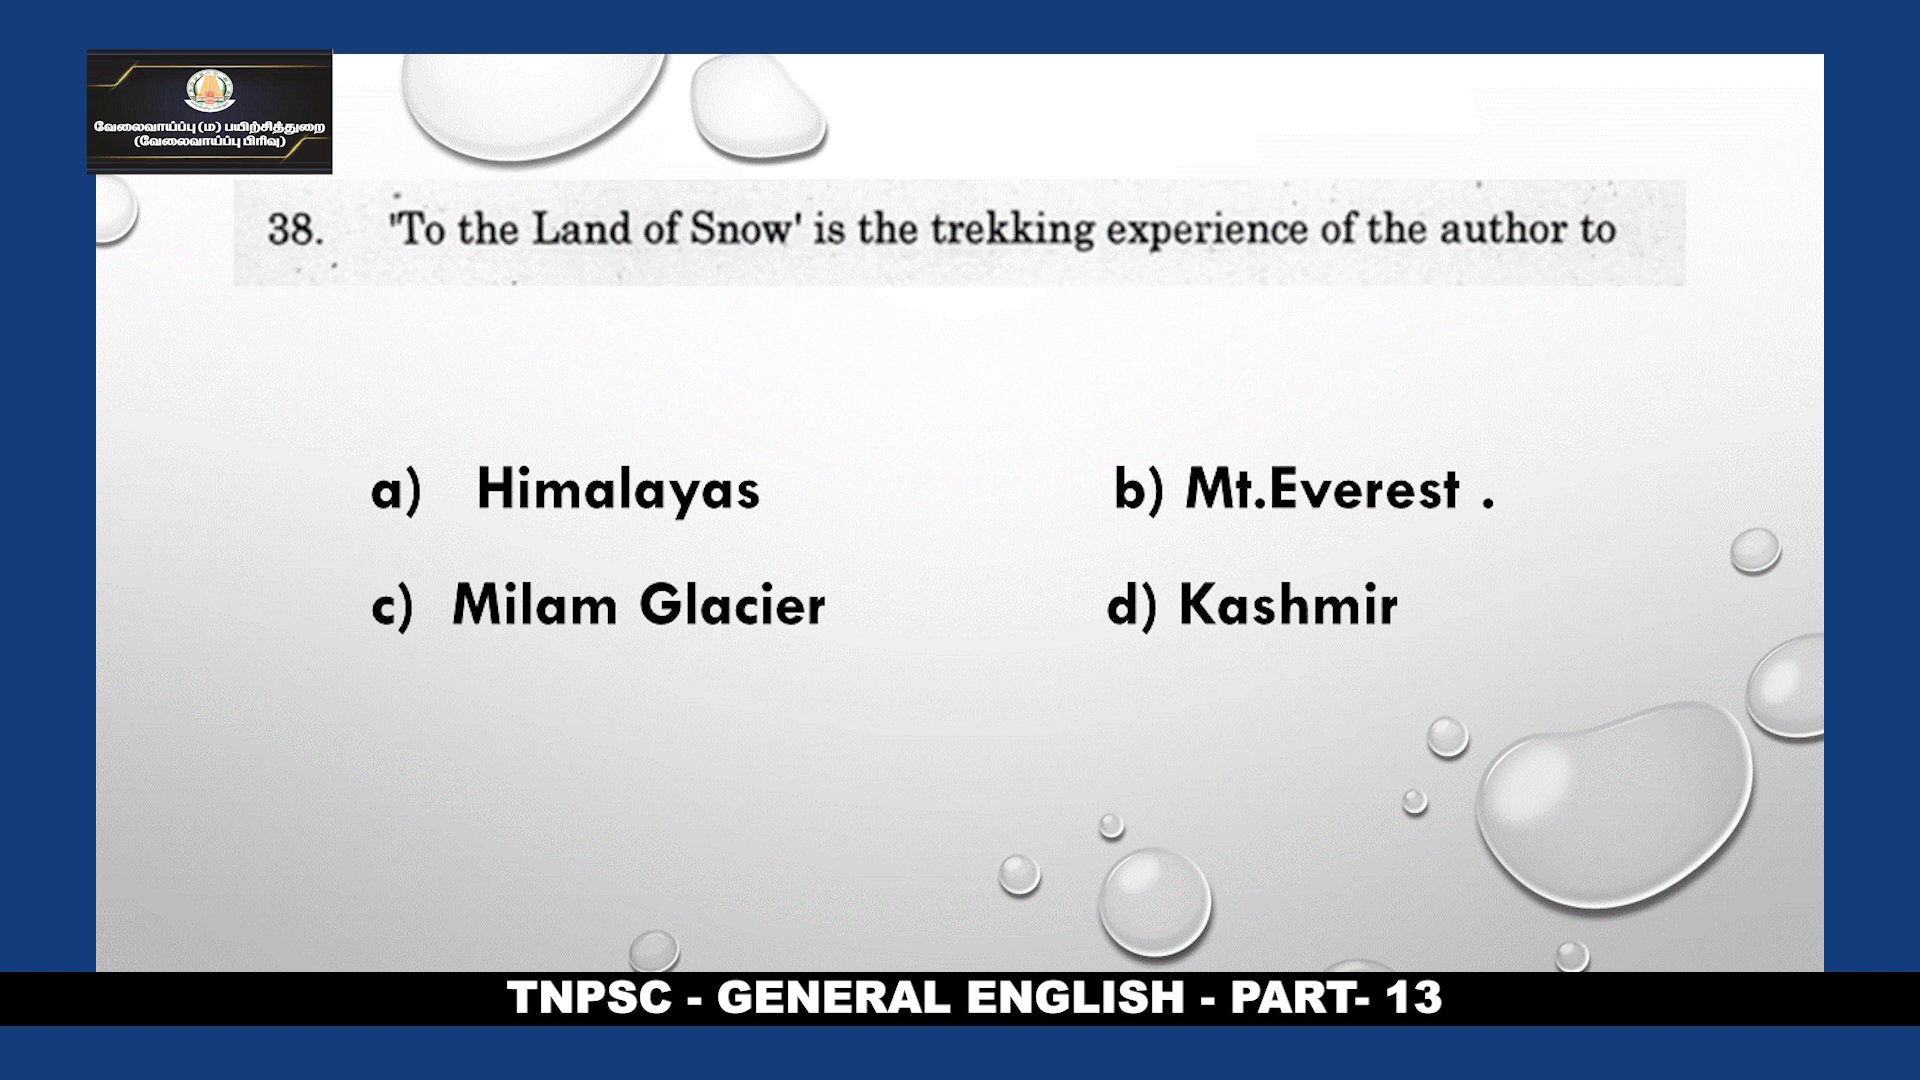 வேலைவாய்ப்பு (ம) பயிற்சித்துறை
(வேலைவாய்ப்பு பிரிவு)
38. 'To the Land of Snow' is the trekking experience of the author to
a) Himalayas b) Mt.Everest .
c) Milam Glacier d) Kashmir
TNPSC - GENERAL ENGLISH - PART- 13